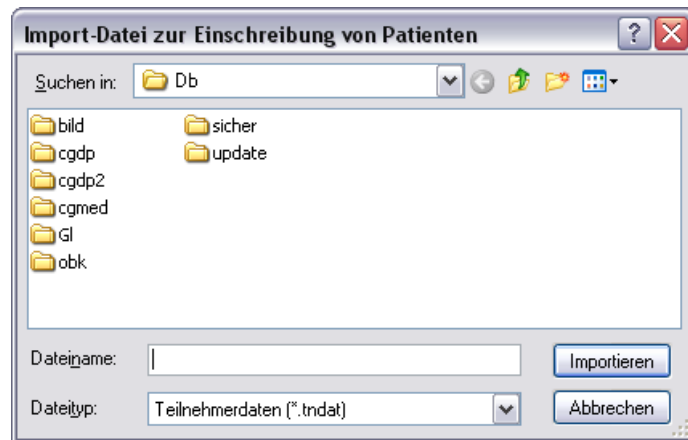 Import-Datei zur Einschreibung von Patienten
Suchen in: Db
bild sicher
cgdp update
cgdp2
cgmed
Gl
obk
Dateiname: Importieren
Dateityp: Teilnehmerdaten (*.tndat) Abbrechen